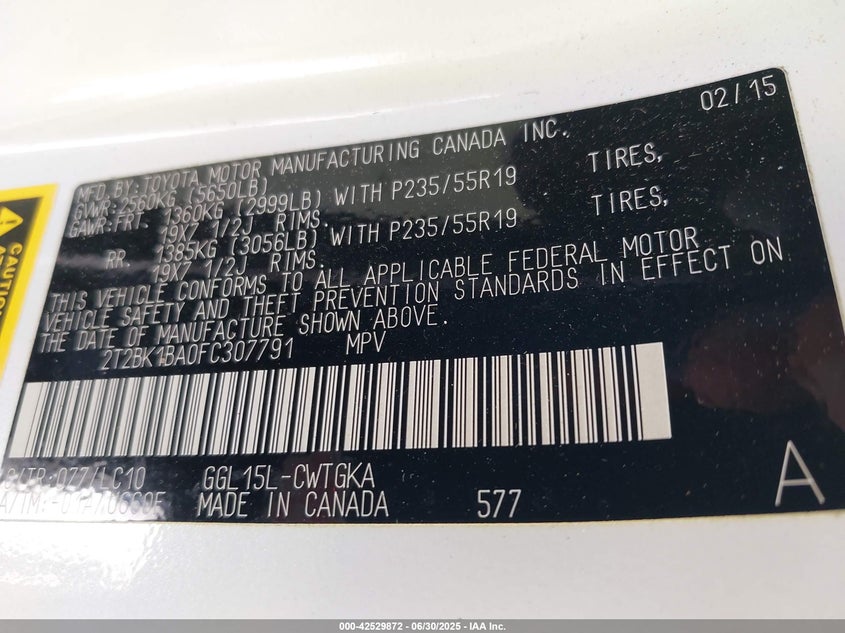 02/15
MFD. BY: TOYOTA MOTOR MANUFACTURING CANADA INC.
GVWR: 2560KG (5650LB)
GAWR: FRT. 1360KG (2999LB) WITH P235/55R19 TIRES,
19X7 1/2J RIMS.
RR. 1385KG (3056LB) WITH P235/55R19 TIRES,
19X7 1/2J RIMS.
THIS VEHICLE CONFORMS TO ALL APPLICABLE FEDERAL MOTOR
VEHICLE SAFETY AND THEFT PREVENTION STANDARDS IN EFFECT ON
THE DATE OF MANUFACTURE SHOWN ABOVE.
2T2BK1BA0FC307791 MPV
/TR:077/LC10 GGL15L-CWTGKA
MADE IN CANADA 577
A
000-42529872 - 06/30/2025 - IAA Inc.